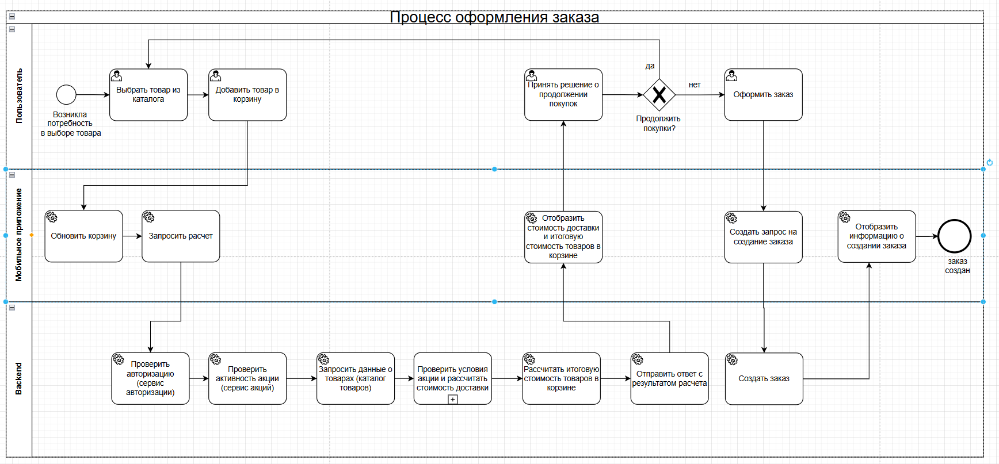 Процесс оформления заказа
Пользователь
Возникла
потребность
в выборе товара
Выбрать товар из
каталога
Добавить товар в
корзину
Принять решение о
продолжении
покупок
да
Продолжить
покупки?
нет
Оформить заказ
Мобильное приложение
Обновить корзину
Запросить расчет
Отобразить
стоимость доставки
и итоговую
стоимость товаров в
корзине
Создать запрос на
создание заказа
Отобразить
информацию о
создании заказа
заказ
создан
Backend
Проверить
авторизацию
(сервис
авторизации)
Проверить
активность акции
(сервис акций)
Запросить данные о
товарах (каталог
товаров)
Проверить условия
акции и рассчитать
стоимость доставки
Рассчитать итоговую
стоимость товаров в
корзине
Отправить ответ с
результатом расчета
Создать заказ